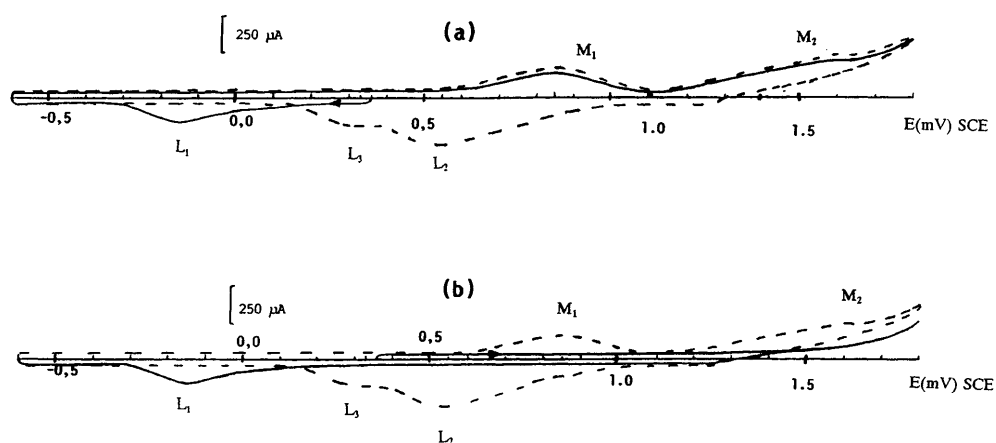 250 µA
(a)
M₁
M₂
-0,5
0,0
0,5
1.0
1.5
E(mV) SCE
L₁
L₃
L₂
250 µA
(b)
M₁
M₂
-0,5
0,0
0,5
1.0
1.5
E(mV) SCE
L₁
L₃
L₂